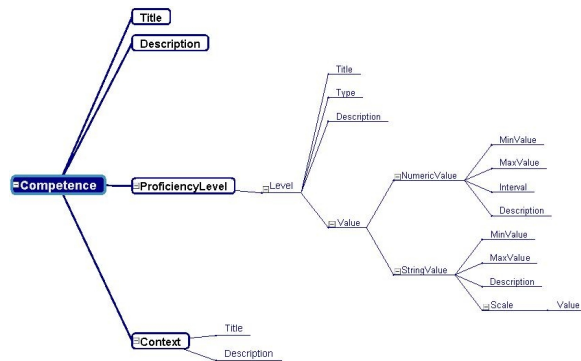 Title
Description
Competence
ProficiencyLevel
Level
Title
Type
Description
Value
NumericValue
MinValue
MaxValue
Interval
Description
StringValue
MinValue
MaxValue
Description
Scale
Value
Context
Title
Description